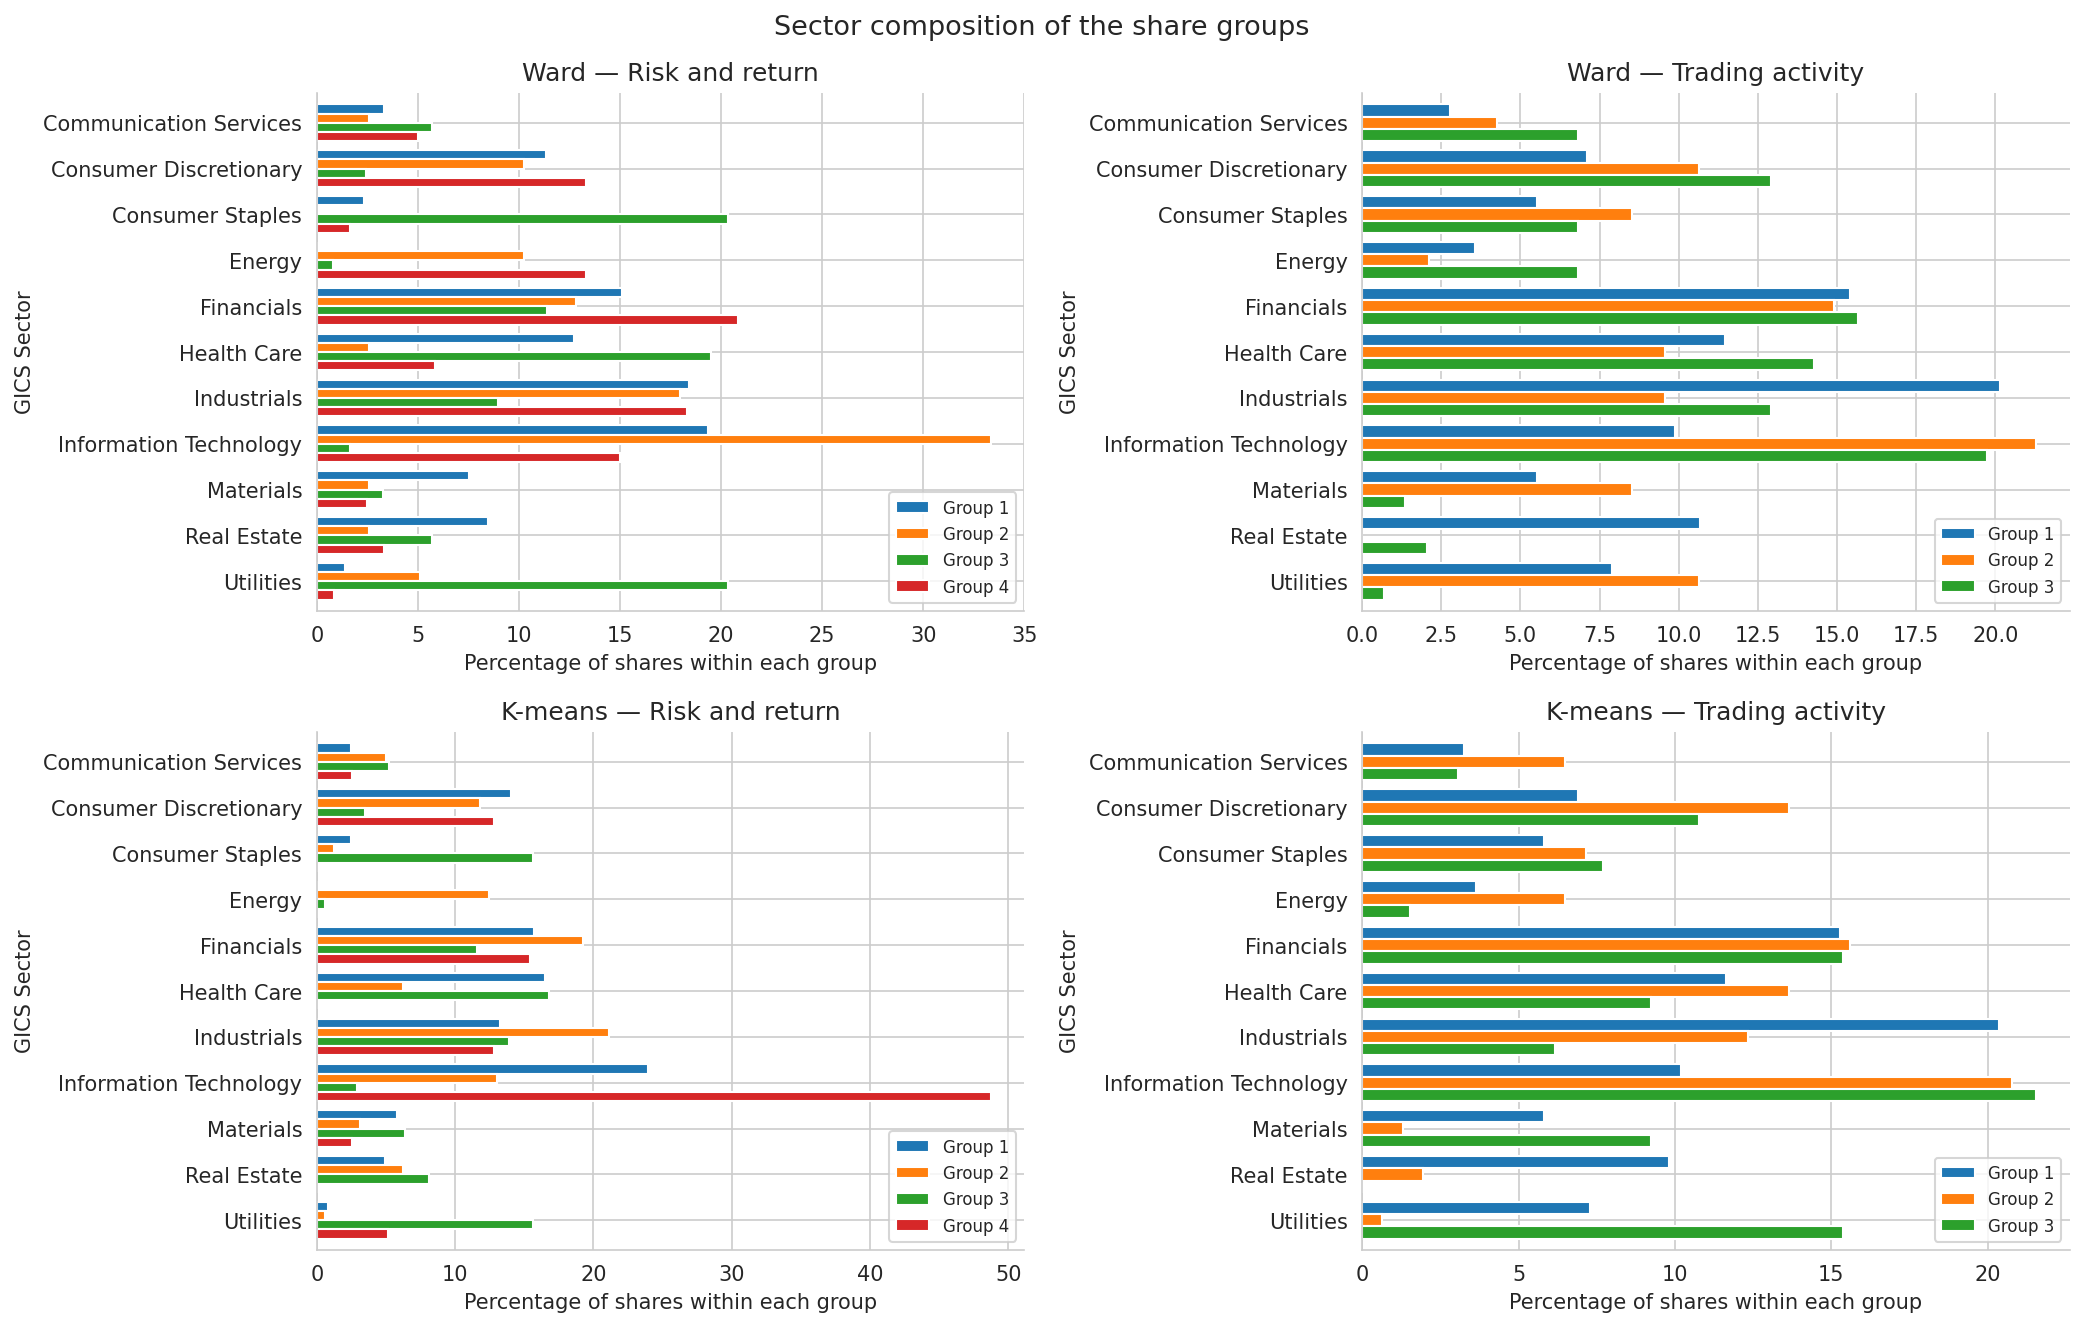 Sector composition of the share groups
Ward — Risk and return
GICS Sector
Communication Services
Consumer Discretionary
Consumer Staples
Energy
Financials
Health Care
Industrials
Information Technology
Materials
Real Estate
Utilities
Group 1
Group 2
Group 3
Group 4
0 5 10 15 20 25 30 35
Percentage of shares within each group
Ward — Trading activity
GICS Sector
Communication Services
Consumer Discretionary
Consumer Staples
Energy
Financials
Health Care
Industrials
Information Technology
Materials
Real Estate
Utilities
Group 1
Group 2
Group 3
0.0 2.5 5.0 7.5 10.0 12.5 15.0 17.5 20.0
Percentage of shares within each group
K-means — Risk and return
GICS Sector
Communication Services
Consumer Discretionary
Consumer Staples
Energy
Financials
Health Care
Industrials
Information Technology
Materials
Real Estate
Utilities
Group 1
Group 2
Group 3
Group 4
0 10 20 30 40 50
Percentage of shares within each group
K-means — Trading activity
GICS Sector
Communication Services
Consumer Discretionary
Consumer Staples
Energy
Financials
Health Care
Industrials
Information Technology
Materials
Real Estate
Utilities
Group 1
Group 2
Group 3
0 5 10 15 20
Percentage of shares within each group